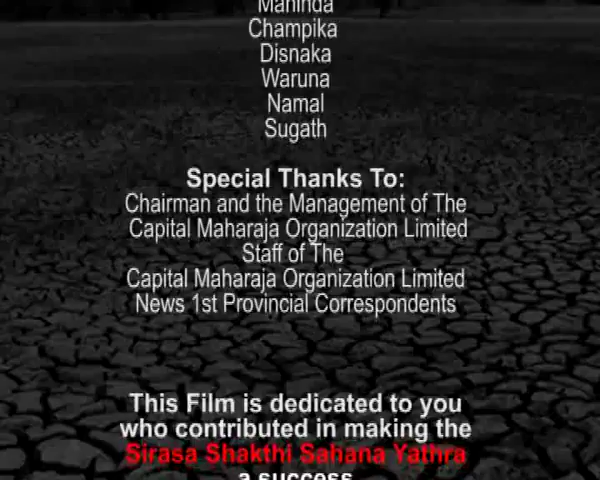 Mahinda
Champika
Disnaka
Waruna
Namal
Sugath
Special Thanks To:
Chairman and the Management of The
Capital Maharaja Organization Limited
Staff of The
Capital Maharaja Organization Limited
News 1st Provincial Correspondents
This Film is dedicated to you
who contributed in making the
Sirasa Shakthi Sahana Yathra
a success